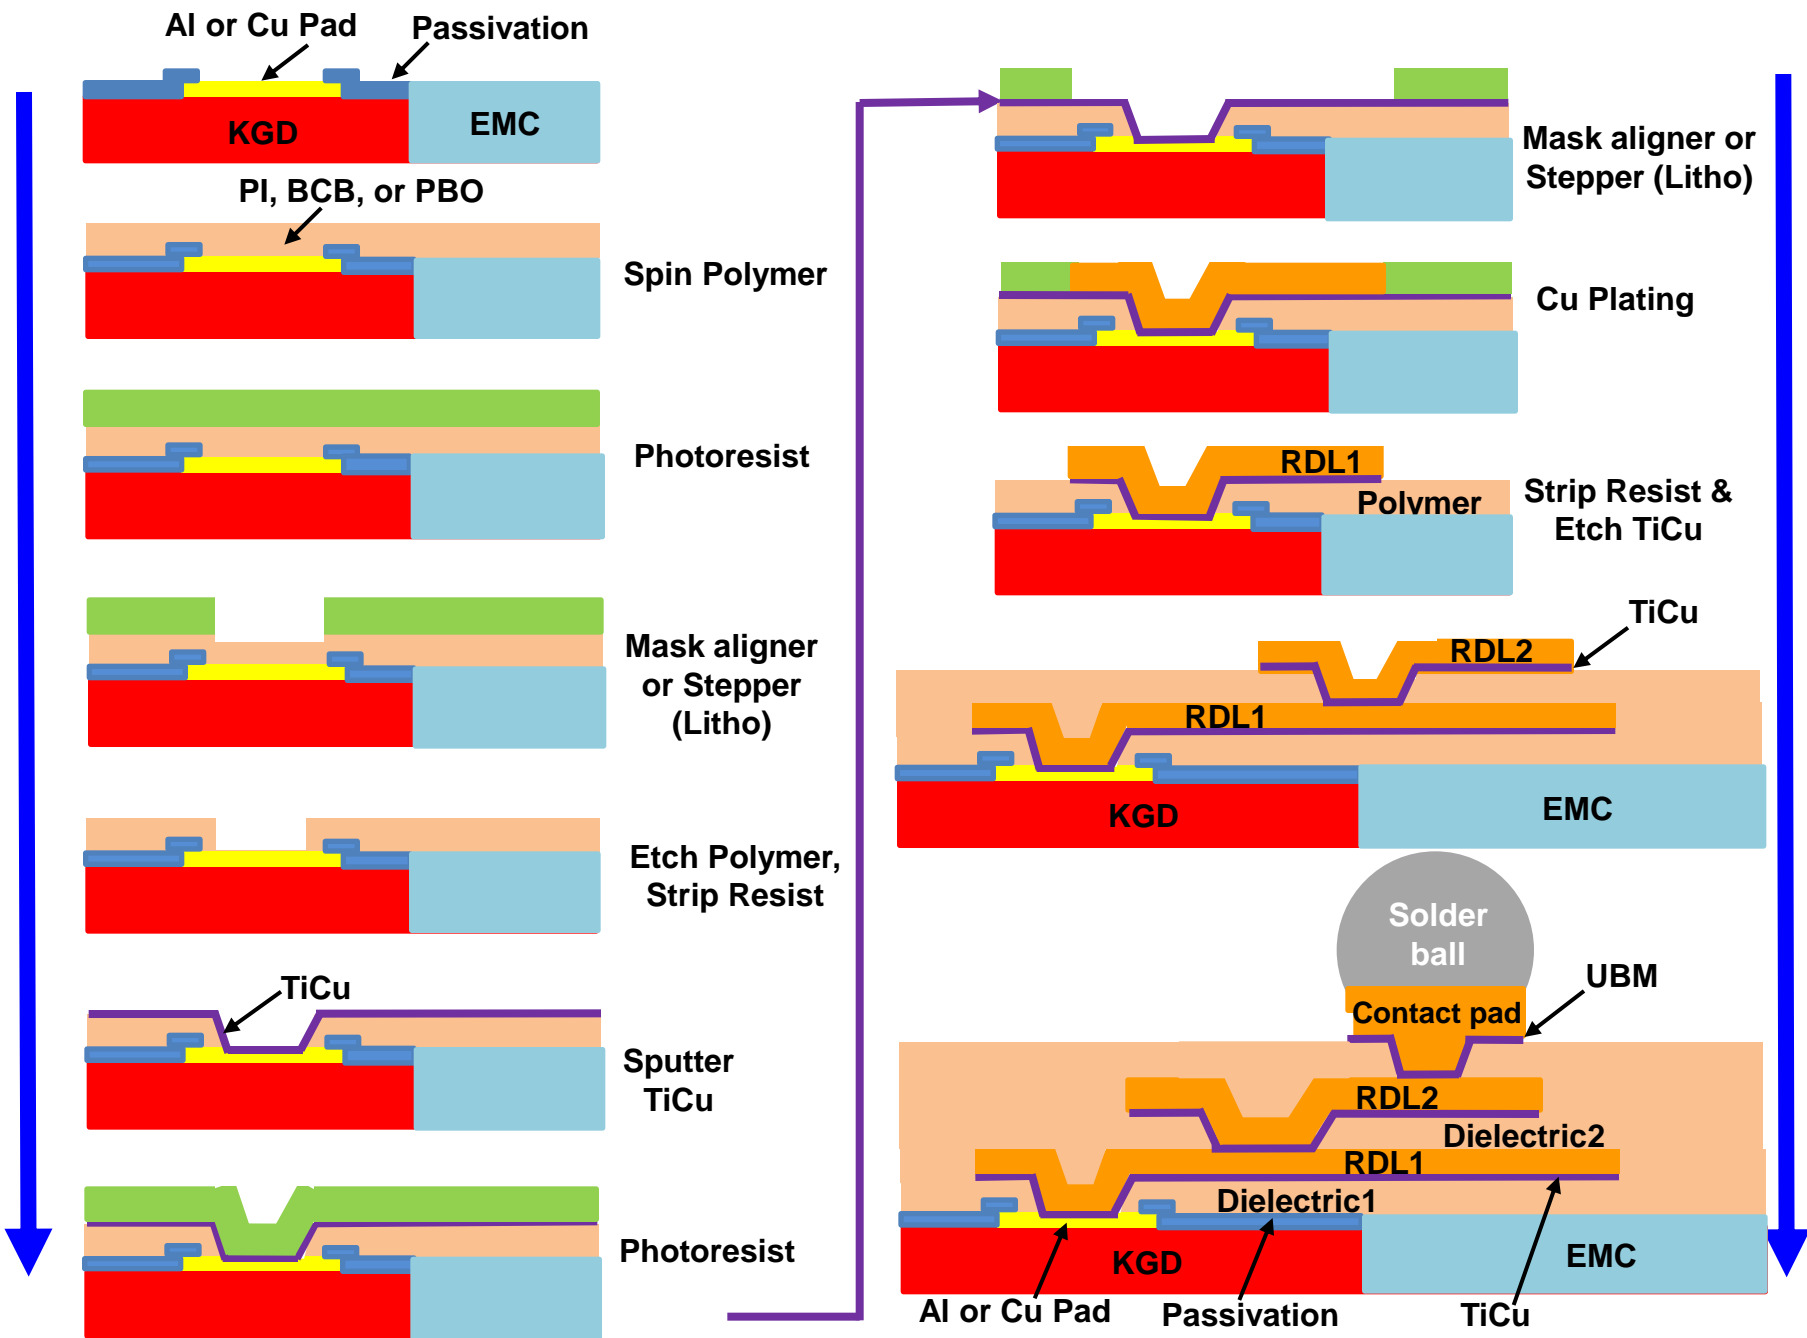 Al or Cu Pad
Passivation
KGD
EMC
PI, BCB, or PBO
Spin Polymer
Photoresist
Mask aligner
or Stepper
(Litho)
Etch Polymer,
Strip Resist
TiCu
Sputter
TiCu
Photoresist
Mask aligner or
Stepper (Litho)
Cu Plating
RDL1
Polymer
Strip Resist &
Etch TiCu
TiCu
RDL2
RDL1
KGD
EMC
Solder
ball
UBM
Contact pad
RDL2
Dielectric2
RDL1
Dielectric1
KGD
EMC
Al or Cu Pad
Passivation
TiCu